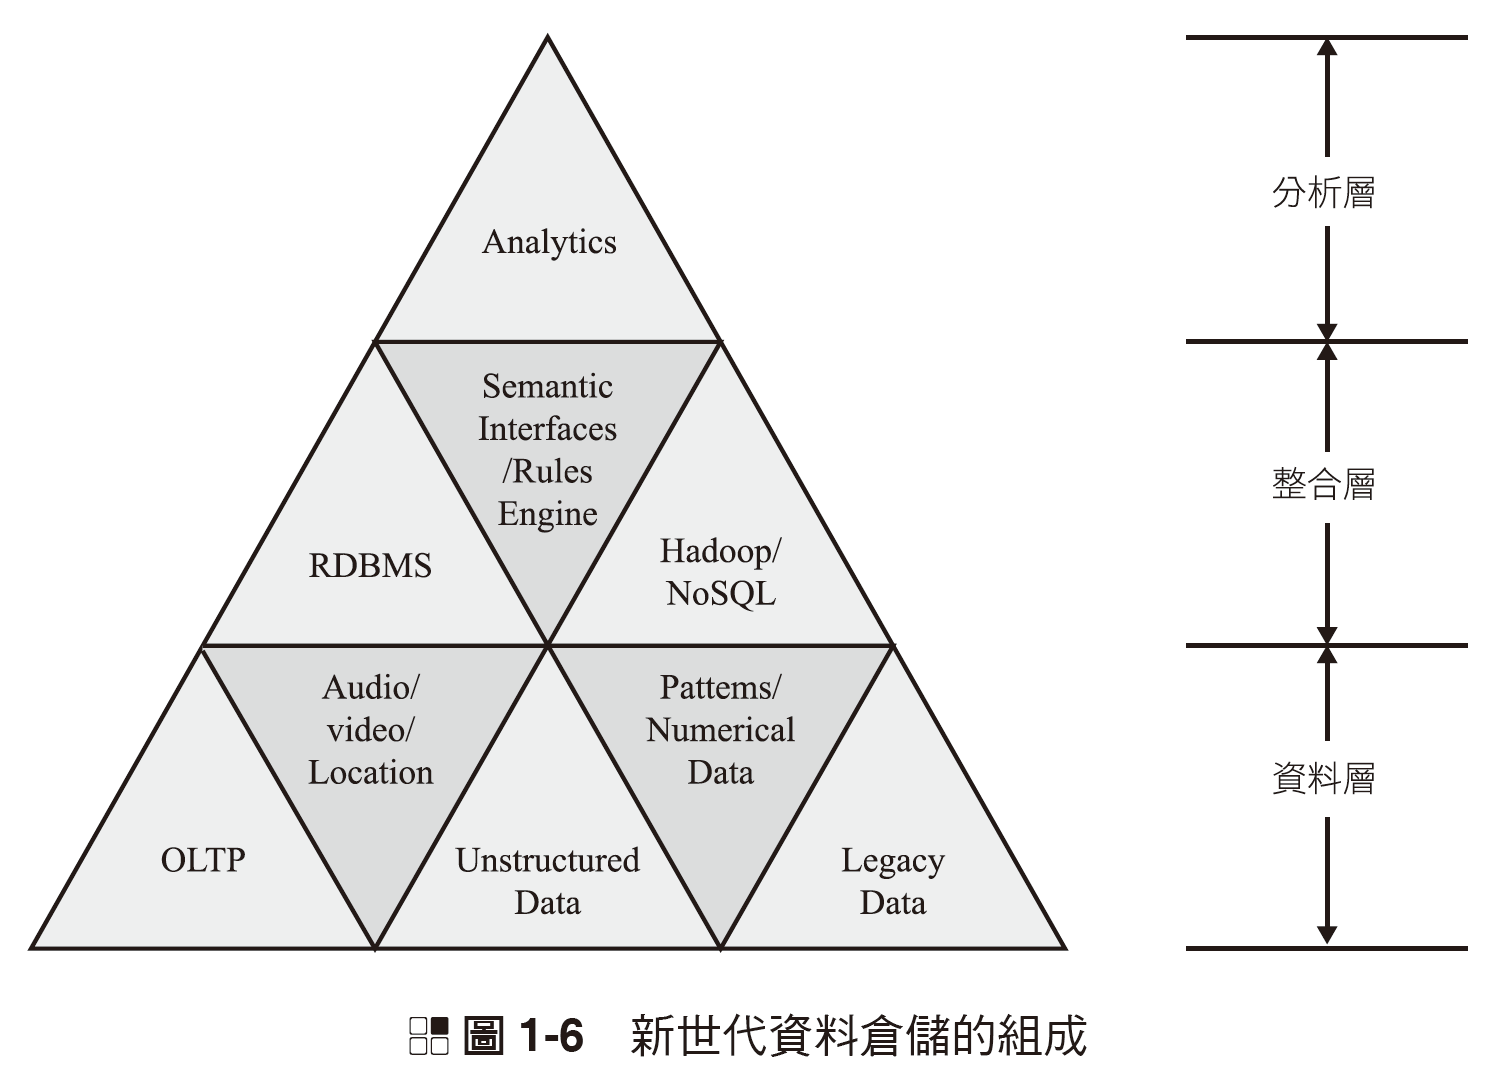 Analytics
分析層
Semantic
Interfaces
/Rules
Engine
RDBMS
Hadoop/
NoSQL
整合層
Audio/
video/
Location
Pattems/
Numerical
Data
OLTP
Unstructured
Data
Legacy
Data
資料層
圖 1-6 新世代資料倉儲的組成